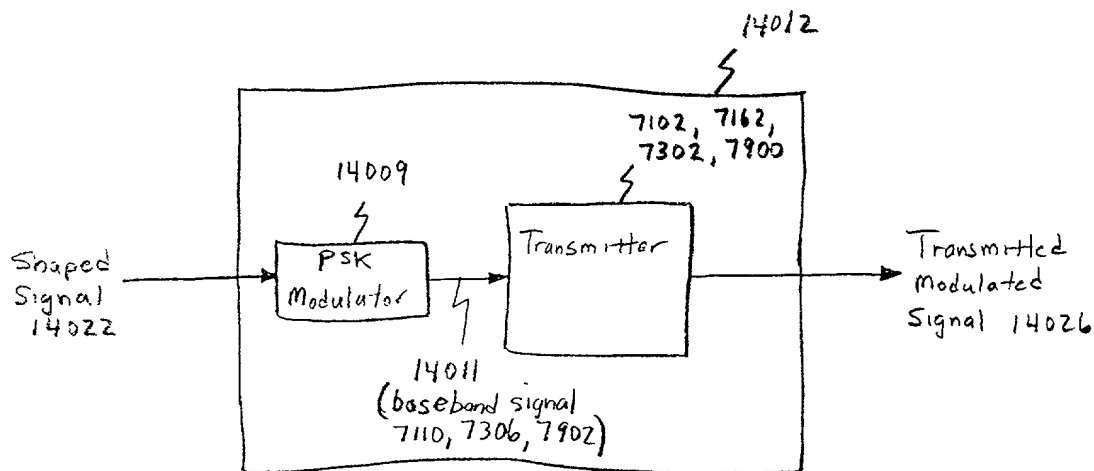 14012
7102, 7162,
7302, 7900
14009
Shaped
Signal
14022
PSK
Modulator
Transmitter
Transmitted
Modulated
Signal 14026
14011
(baseband signal
7110, 7306, 7902)